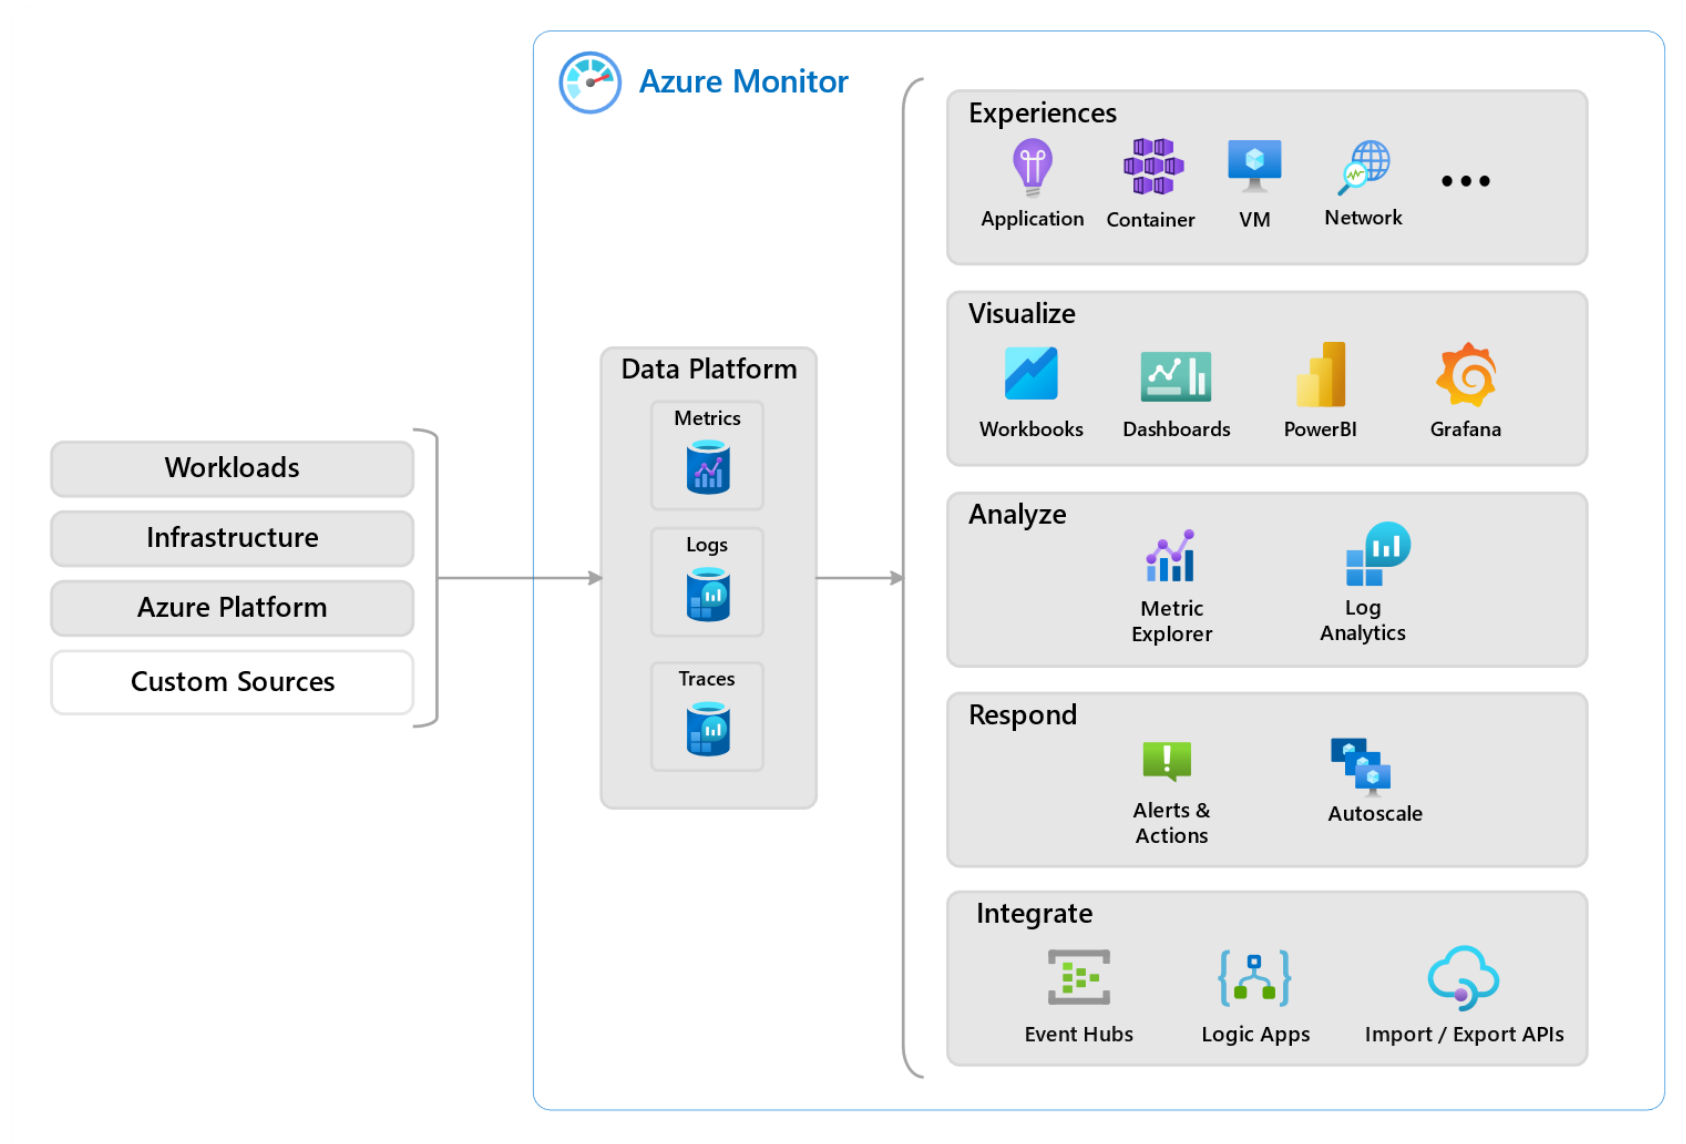 Azure Monitor
Workloads
Infrastructure
Azure Platform
Custom Sources
Data Platform
Metrics
Logs
Traces
Experiences
Application
Container
VM
Network
Visualize
Workbooks
Dashboards
PowerBI
Grafana
Analyze
Metric
Explorer
Log
Analytics
Respond
Alerts &
Actions
Autoscale
Integrate
Event Hubs
Logic Apps
Import / Export APIs